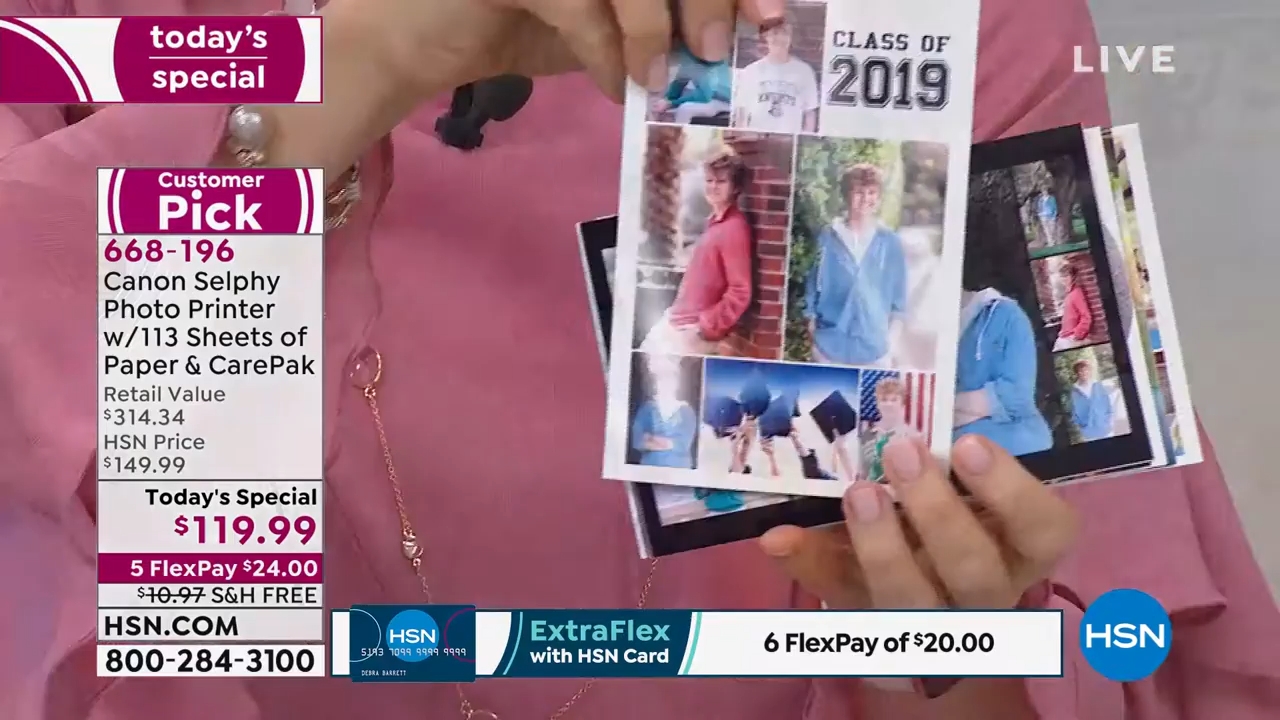 today's
special
LIVE
CLASS OF
2019
Customer
Pick
668-196
Canon Selphy
Photo Printer
w/113 Sheets of
Paper & CarePak
Retail Value
$314.34
HSN Price
$149.99
Today's Special
$119.99
5 FlexPay $24.00
$10.97 S&H FREE
HSN.COM
800-284-3100
HSN
5193 7099 9999 9999
DEBRA BARRETT
ExtraFlex
with HSN Card
6 FlexPay of $20.00
HSN